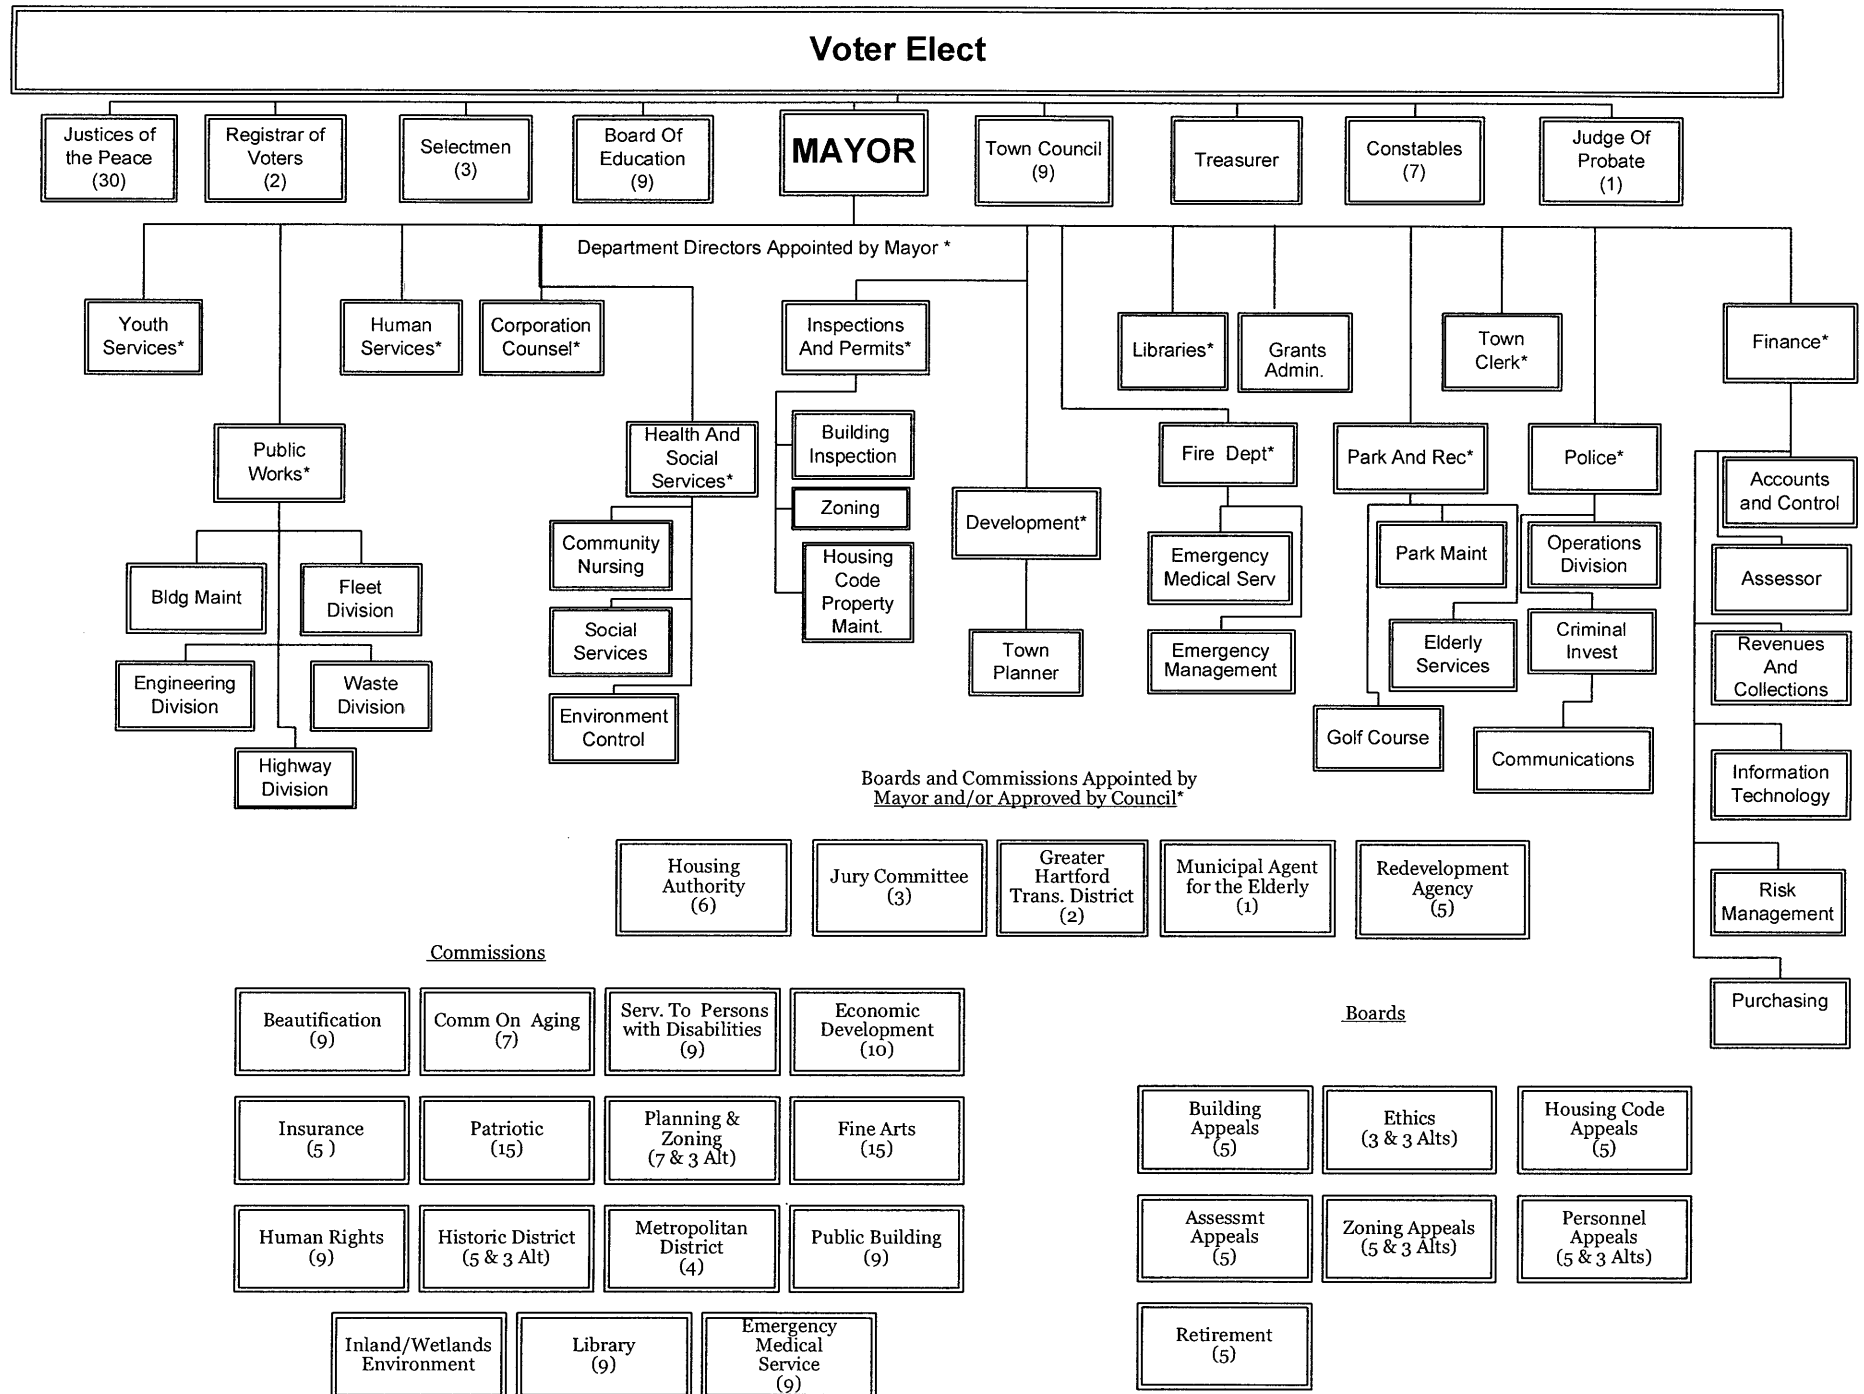 Voter Elect
Justices of
the Peace
(30)
Registrar of
Voters
(2)
Selectmen
(3)
Board Of
Education
(9)
MAYOR
Town Council
(9)
Treasurer
Constables
(7)
Judge Of
Probate
(1)
Department Directors Appointed by Mayor *
Youth
Services*
Human
Services*
Corporation
Counsel*
Inspections
And Permits*
Libraries*
Grants
Admin.
Town
Clerk*
Finance*
Public
Works*
Health And
Social
Services*
Building
Inspection
Zoning
Housing
Code
Property
Maint.
Development*
Fire Dept*
Park And Rec*
Police*
Accounts
and Control
Community
Nursing
Emergency
Medical Serv
Park Maint
Operations
Division
Assessor
Bldg Maint
Fleet
Division
Social
Services
Town
Planner
Emergency
Management
Elderly
Services
Criminal
Invest
Revenues
And
Collections
Engineering
Division
Waste
Division
Environment
Control
Golf Course
Communications
Information
Technology
Highway
Division
Boards and Commissions Appointed by
Mayor and/or Approved by Council*
Housing
Authority
(6)
Jury Committee
(3)
Greater
Hartford
Trans. District
(2)
Municipal Agent
for the Elderly
(1)
Redevelopment
Agency
(5)
Risk
Management
Purchasing
Commissions
Beautification
(9)
Comm On Aging
(7)
Serv. To Persons
with Disabilities
(9)
Economic
Development
(10)
Insurance
(5 )
Patriotic
(15)
Planning &
Zoning
(7 & 3 Alt)
Fine Arts
(15)
Human Rights
(9)
Historic District
(5 & 3 Alt)
Metropolitan
District
(4)
Public Building
(9)
Inland/Wetlands
Environment
Library
(9)
Emergency
Medical
Service
(9)
Boards
Building
Appeals
(5)
Ethics
(3 & 3 Alts)
Housing Code
Appeals
(5)
Assessmt
Appeals
(5)
Zoning Appeals
(5 & 3 Alts)
Personnel
Appeals
(5 & 3 Alts)
Retirement
(5)